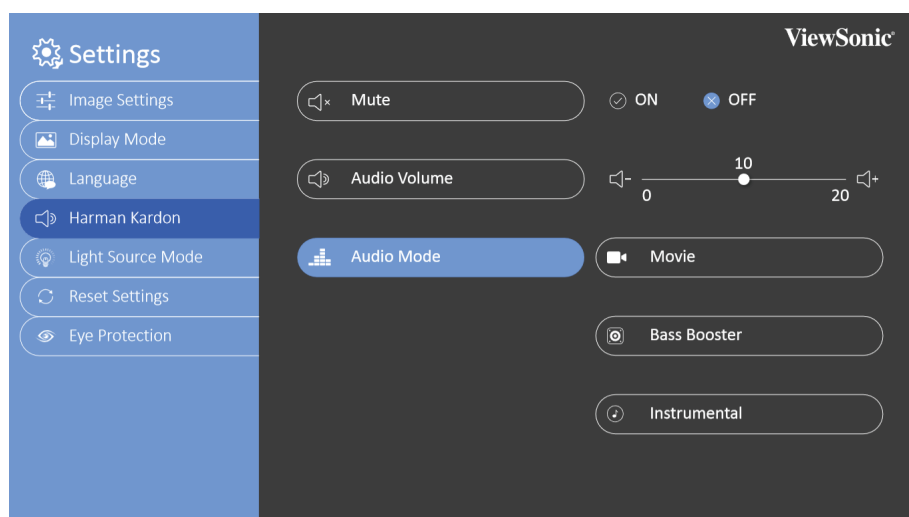 Settings
ViewSonic®
Image Settings
Display Mode
Language
Harman Kardon
Light Source Mode
Reset Settings
Eye Protection
Mute
ON OFF
Audio Volume
10
0 20
Audio Mode
Movie
Bass Booster
Instrumental